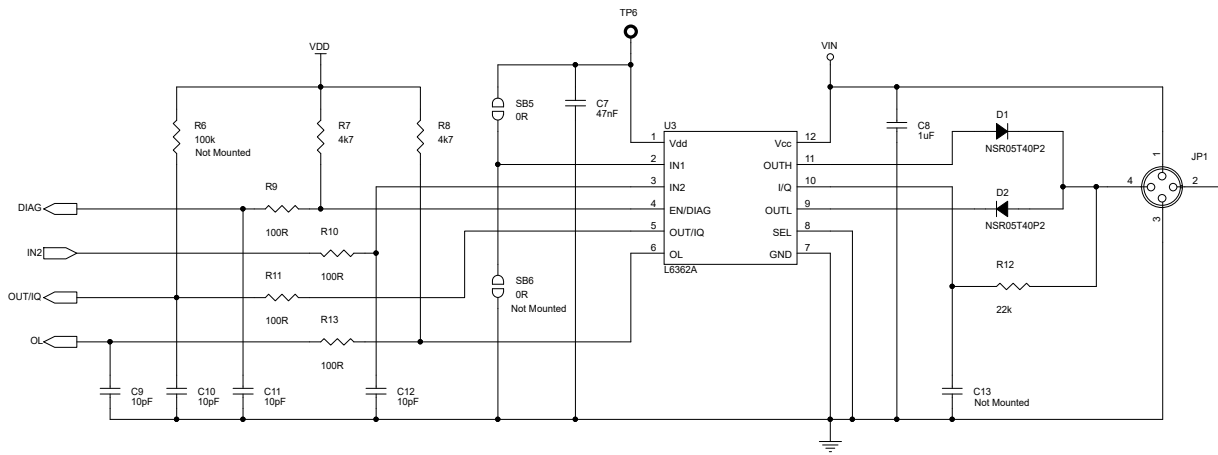 TP6
VDD
VIN
SB5
0R
C7
47nF
R6
100k
Not Mounted
R7
4k7
R8
4k7
U3
C8
1uF
D1
NSR05T40P2
1 Vdd
Vcc 12
2 IN1
OUTH 11
3 IN2
I/Q 10
4 EN/DIAG
OUTL 9
5 OUT/IQ
SEL 8
6 OL
GND 7
L6362A
JP1
1
4
2
3
D2
NSR05T40P2
R9
100R
DIAG
R10
100R
IN2
R11
100R
OUT/IQ
R13
100R
OL
SB6
0R
Not Mounted
R12
22k
C9
10pF
C10
10pF
C11
10pF
C12
10pF
C13
Not Mounted